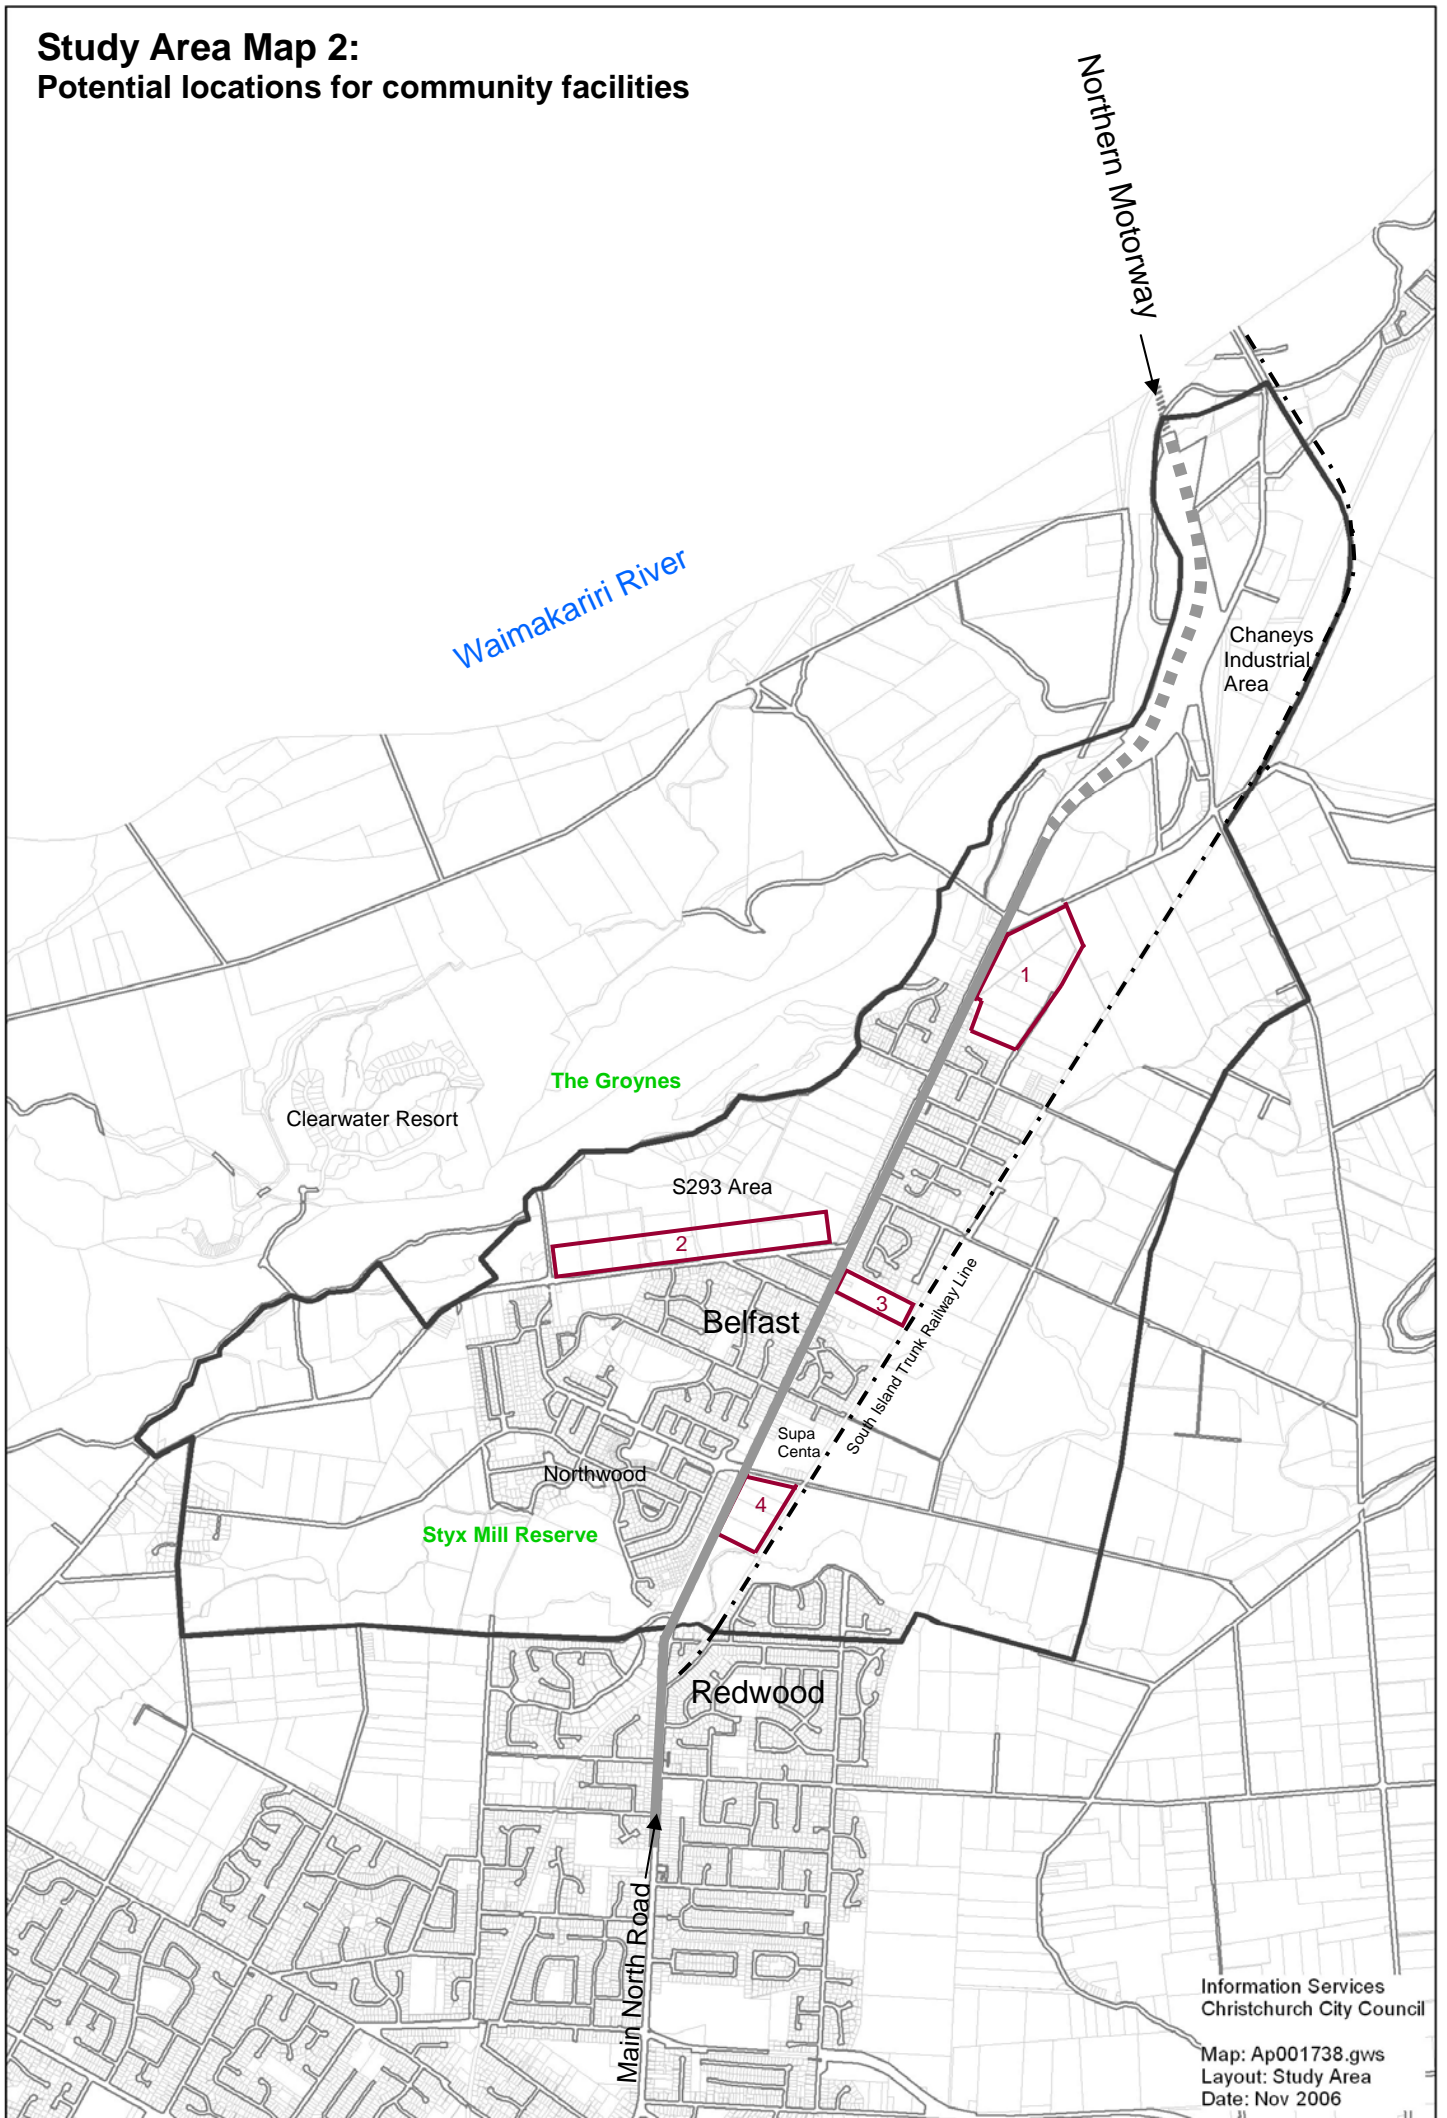 Study Area Map 2:
Potential locations for community facilities
Northern Motorway
Waimakariri River
Chaneys
Industrial
Area
1
The Groynes
Clearwater Resort
S293 Area
2
3
Belfast
South Island Trunk Railway Line
Supa
Centa
Northwood
4
Styx Mill Reserve
Redwood
Main North Road
Information Services
Christchurch City Council
Map: Ap001738.gws
Layout: Study Area
Date: Nov 2006